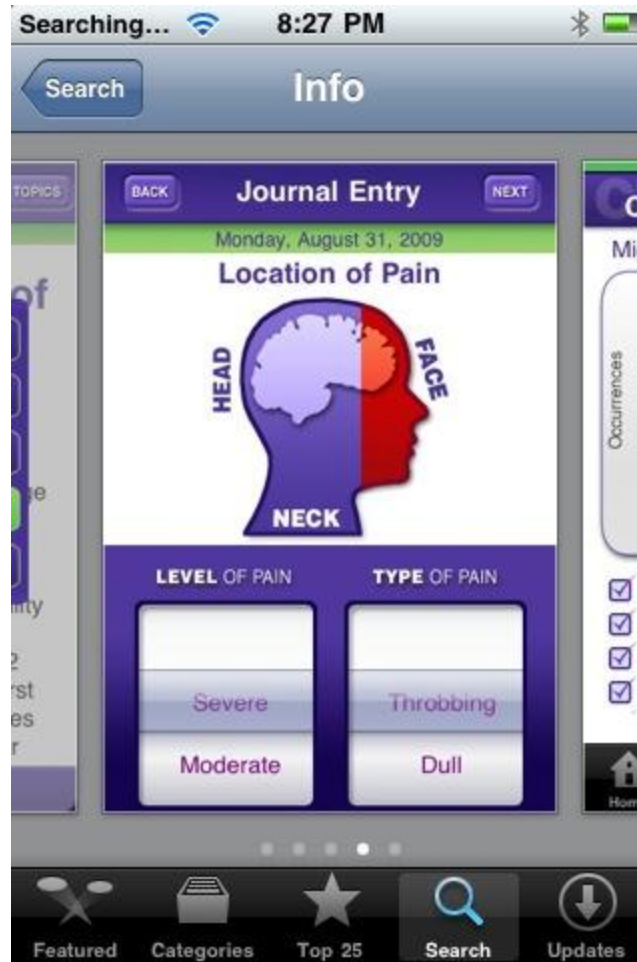 Searching... 8:27 PM
Search Info
TOPICS
of
BACK Journal Entry NEXT
Monday, August 31, 2009
Location of Pain
HEAD
FACE
NECK
LEVEL OF PAIN TYPE OF PAIN
Severe Throbbing
Moderate Dull
Occurrences
2
Featured Categories Top 25 Search Updates